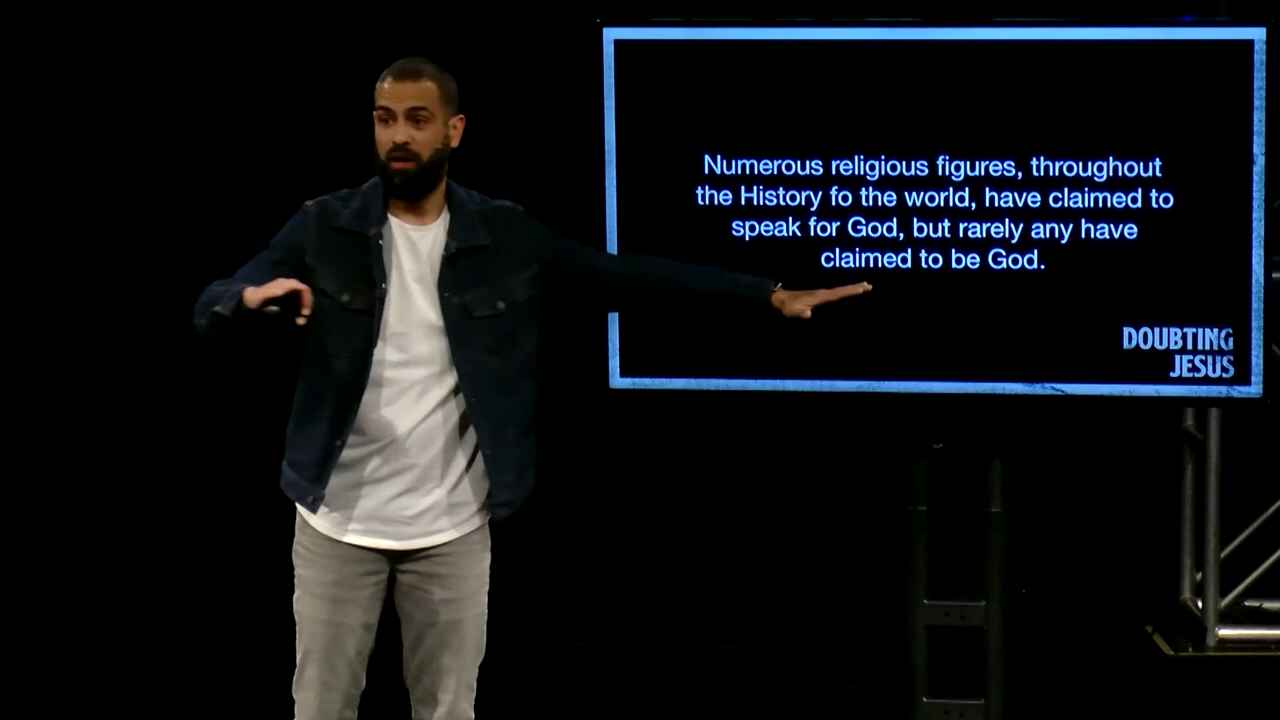 Numerous religious figures, throughout
the History fo the world, have claimed to
speak for God, but rarely any have
claimed to be God.
DOUBTING
JESUS